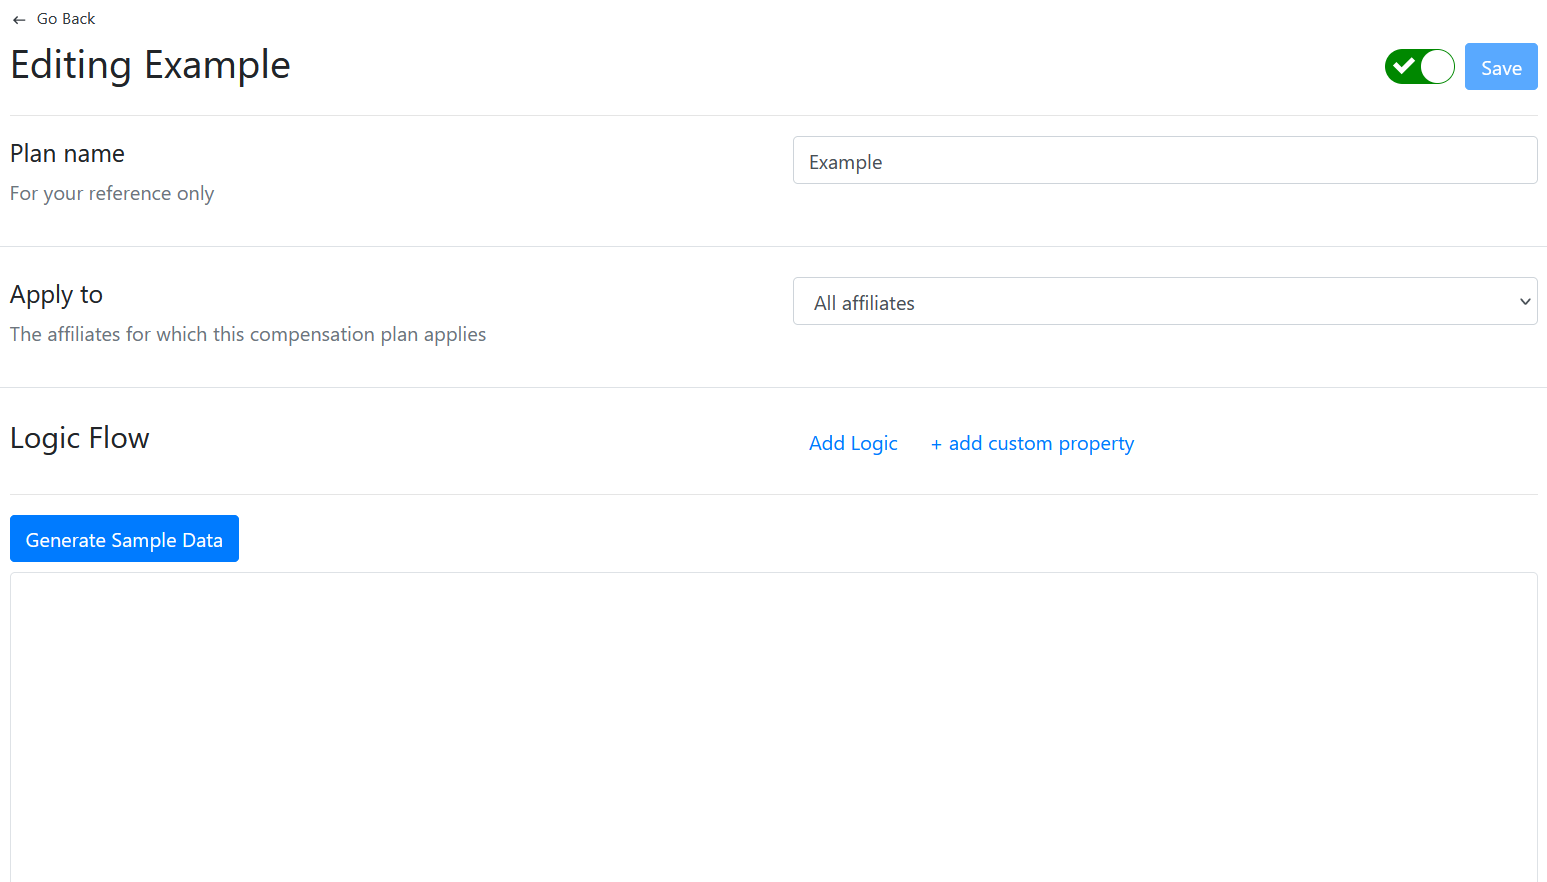 Go Back
Editing Example
Save
Plan name
Example
For your reference only
Apply to
All affiliates
The affiliates for which this compensation plan applies
Logic Flow
Add Logic
+ add custom property
Generate Sample Data